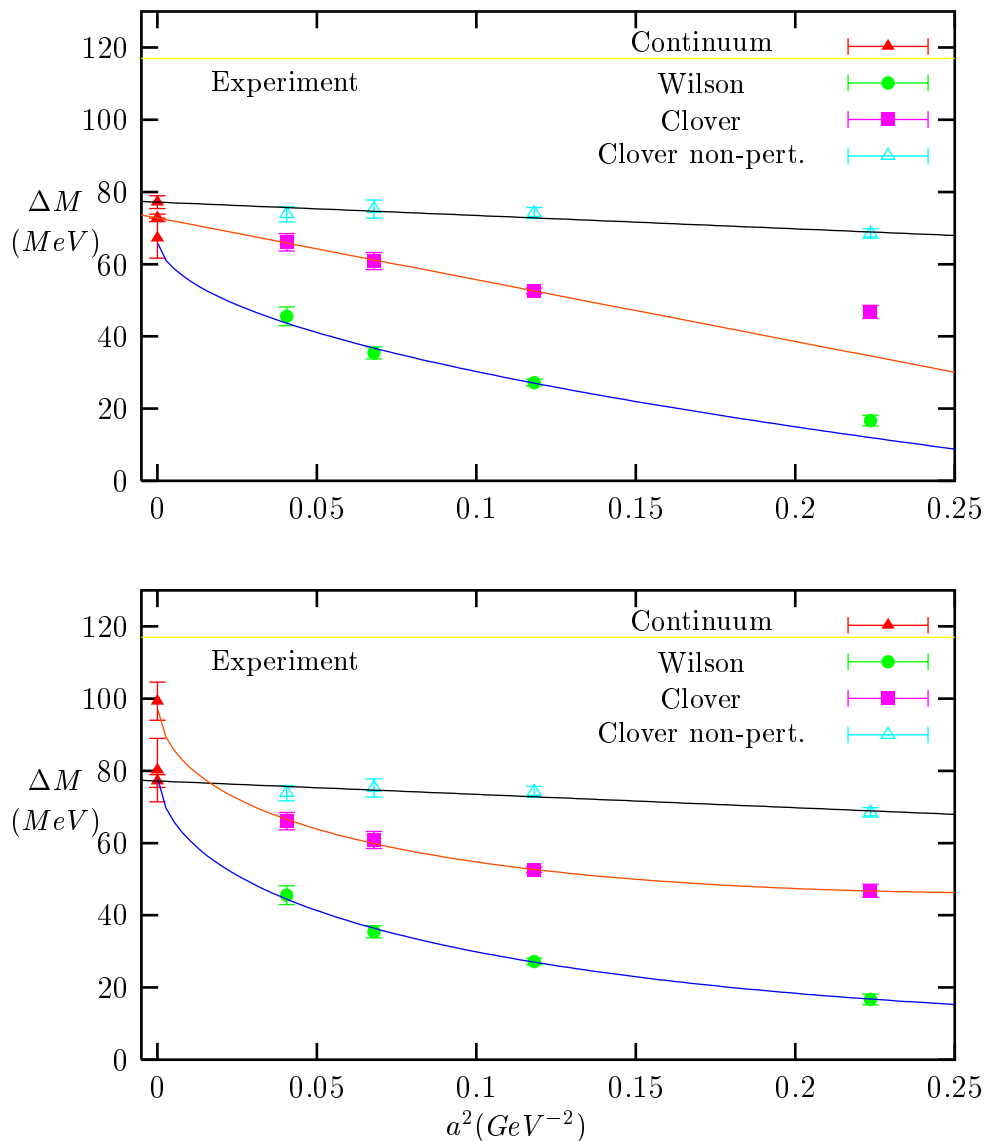 120
Continuum
Experiment
Wilson
100
Clover
Clover non-pert.
80
ΔM
(MeV)
60
40
20
0
0 0.05 0.1 0.15 0.2 0.25
120
Continuum
Experiment
Wilson
100
Clover
Clover non-pert.
80
ΔM
(MeV)
60
40
20
0
0 0.05 0.1 0.15 0.2 0.25
a²(GeV⁻²)